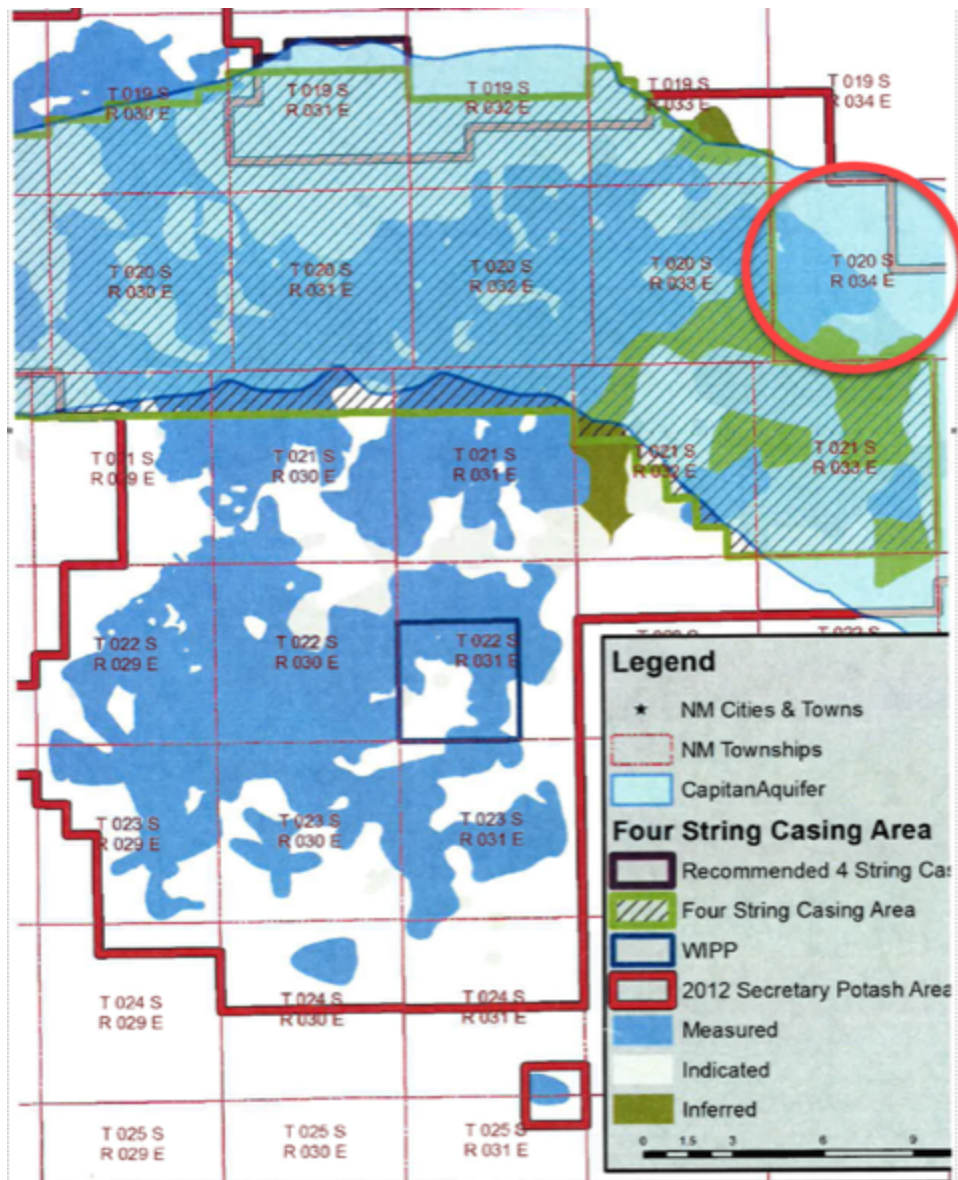 T 019 S
R 030 E
T 019 S
R 031 E
T 019 S
R 032 E
T 019 S
R 033 E
T 019 S
R 034 E
T 020 S
R 030 E
T 020 S
R 031 E
T 020 S
R 032 E
T 020 S
R 033 E
T 020 S
R 034 E
T 021 S
R 029 E
T 021 S
R 030 E
T 021 S
R 031 E
T 021 S
R 032 E
T 021 S
R 033 E
T 022 S
R 029 E
T 022 S
R 030 E
T 022 S
R 031 E
T 023 S
R 029 E
T 023 S
R 030 E
T 023 S
R 031 E
T 024 S
R 029 E
T 024 S
R 030 E
T 024 S
R 031 E
T 025 S
R 029 E
T 025 S
R 030 E
T 025 S
R 031 E
Legend
NM Cities & Towns
NM Townships
CapitanAquifer
Four String Casing Area
Recommended 4 String Cas
Four String Casing Area
WIPP
2012 Secretary Potash Area
Measured
Indicated
Inferred
0 1.5 3 6 9